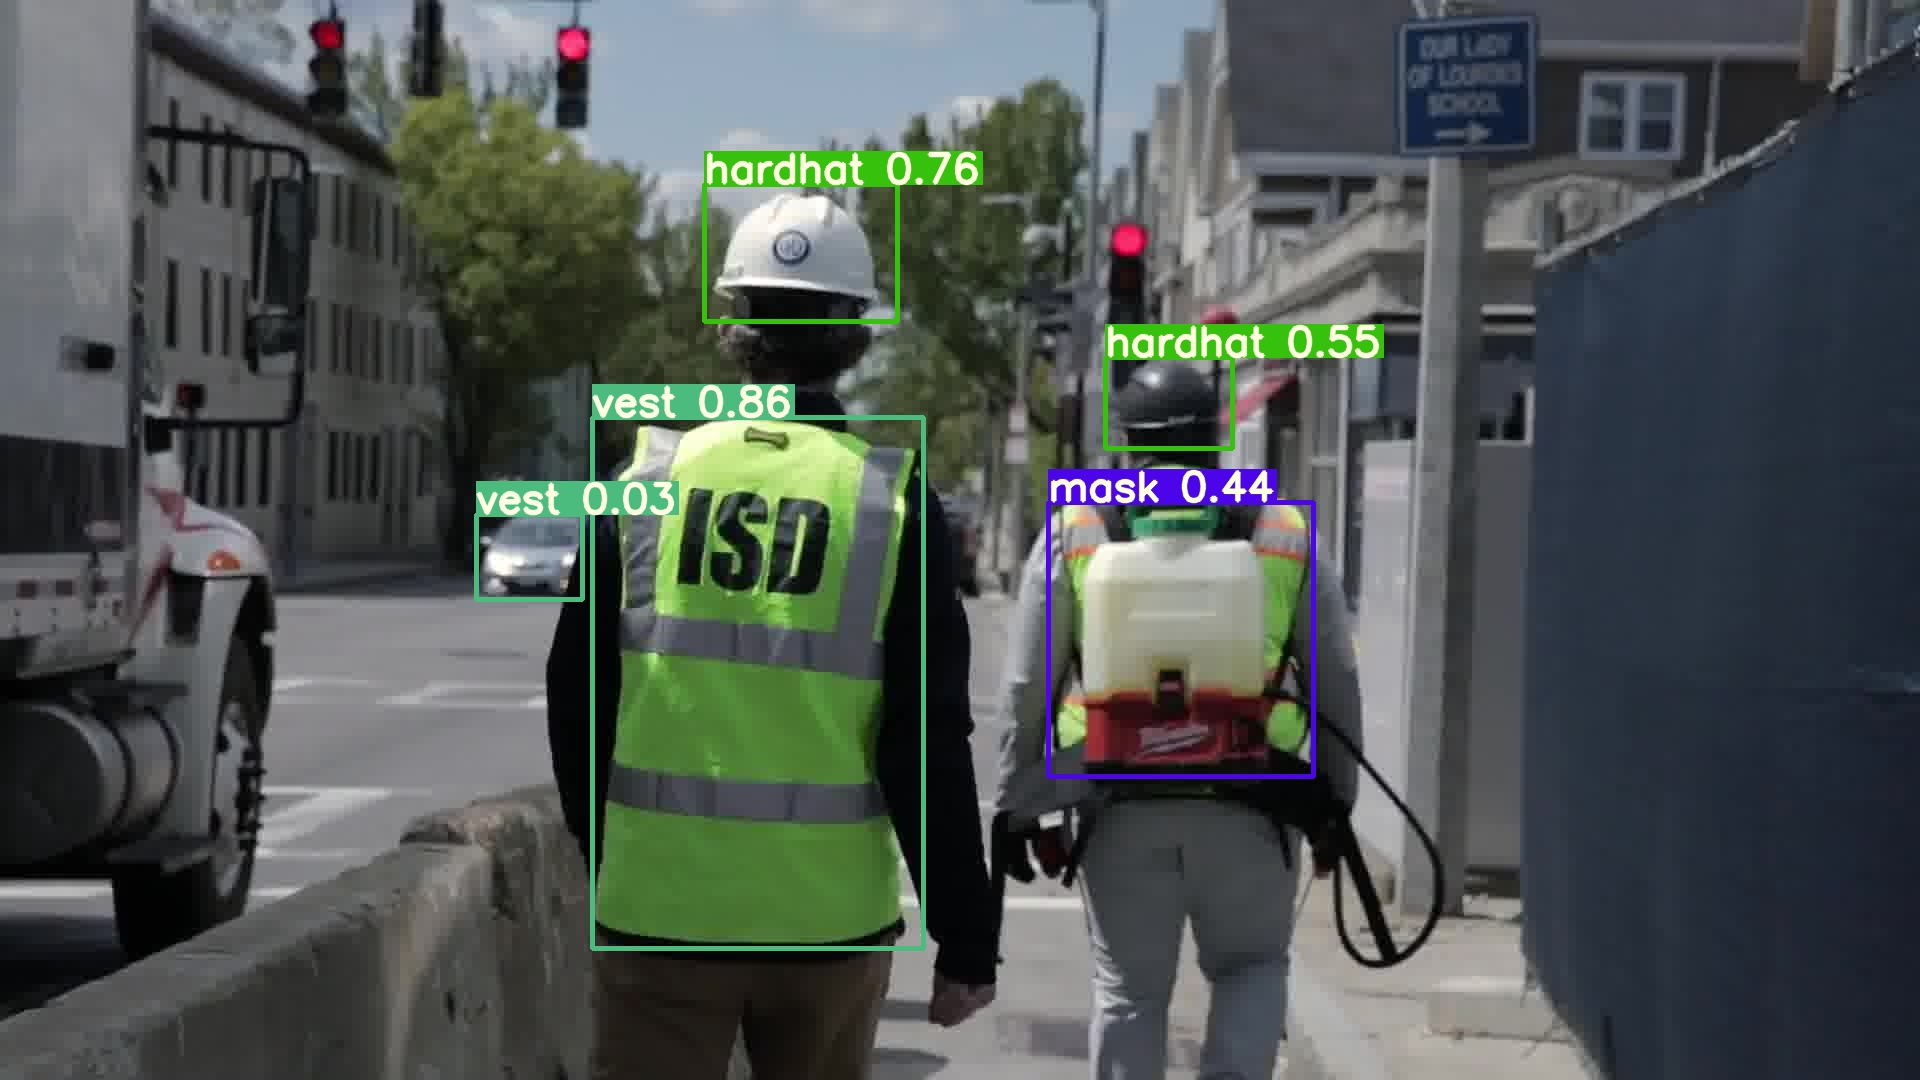 OUR LADY
OF LOURDES
SCHOOL
hardhat 0.76
hardhat 0.55
vest 0.86
mask 0.44
vest 0.03
ISD
Milwaukee